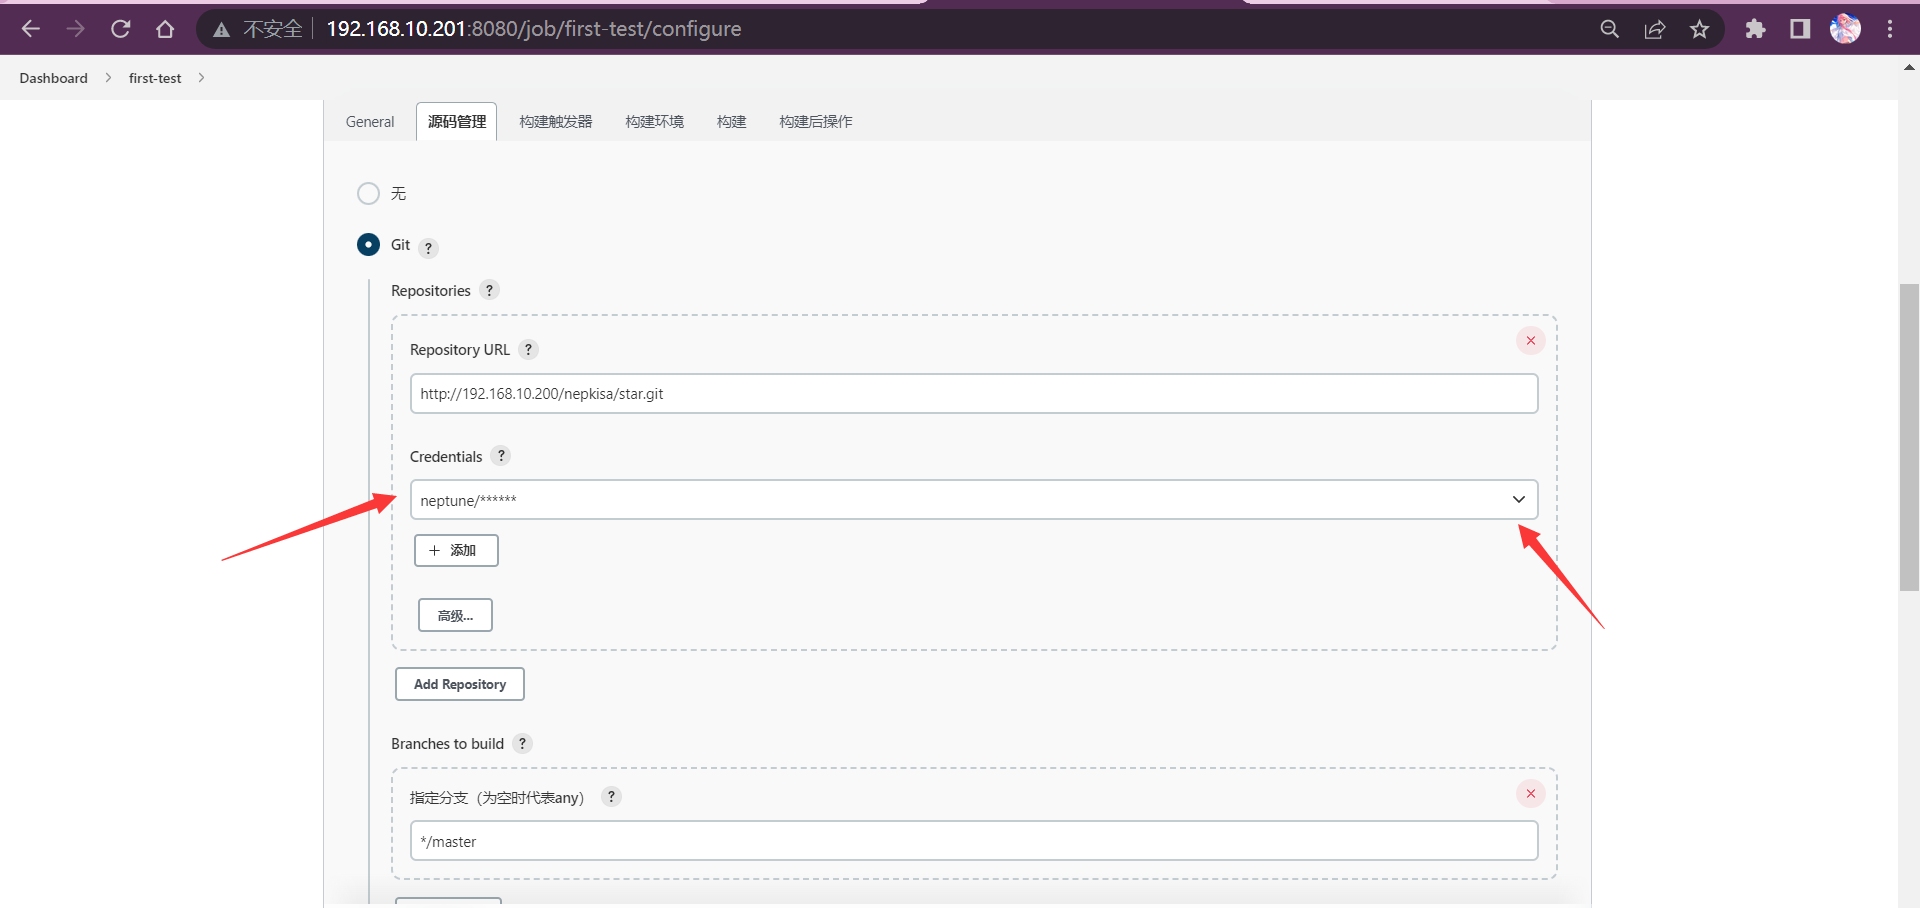 不安全 192.168.10.201:8080/job/first-test/configure
Dashboard first-test
General 源码管理 构建触发器 构建环境 构建 构建后操作
无
Git ?
Repositories ?
Repository URL ?
http://192.168.10.200/nepkisa/star.git
Credentials ?
neptune/******
+ 添加
高级...
Add Repository
Branches to build ?
指定分支（为空时代表any） ?
*/master